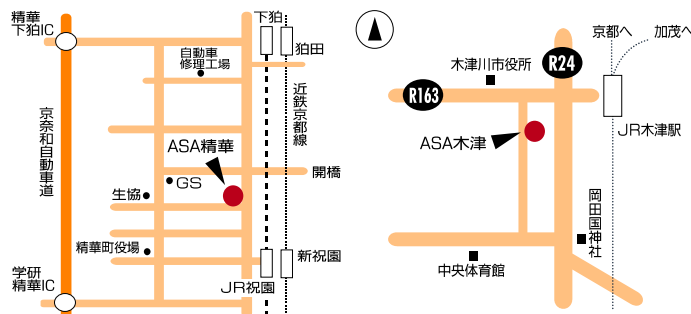 精華
下狛IC
下狛
狛田
自動車
修理工場
近鉄京都線
京奈和自動車道
ASA精華
開橋
GS
生協
精華町役場
新祝園
学研
精華IC
JR祝園
京都へ
加茂へ
木津川市役所
R24
R163
ASA木津
JR木津駅
岡田国神社
中央体育館